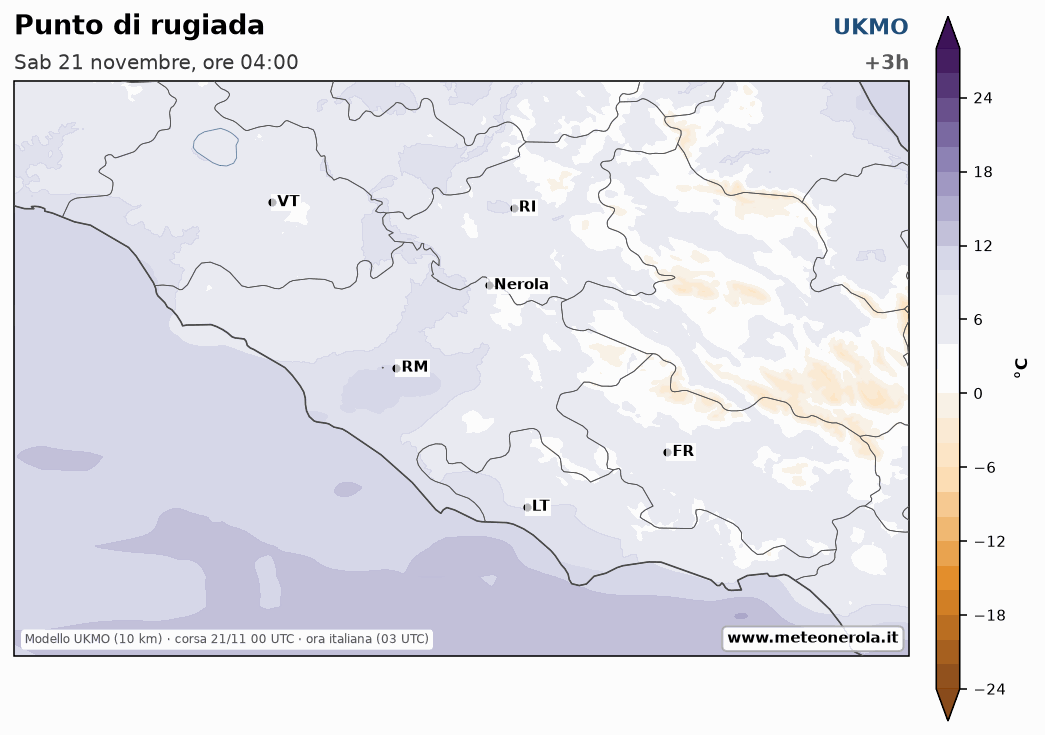 Punto di rugiada
UKMO
Sab 21 novembre, ore 04:00
+3h
VT
RI
Nerola
RM
FR
LT
Modello UKMO (10 km) · corsa 21/11 00 UTC · ora italiana (03 UTC)
www.meteonerola.it
24
18
12
6
0
−6
−12
−18
−24
°C